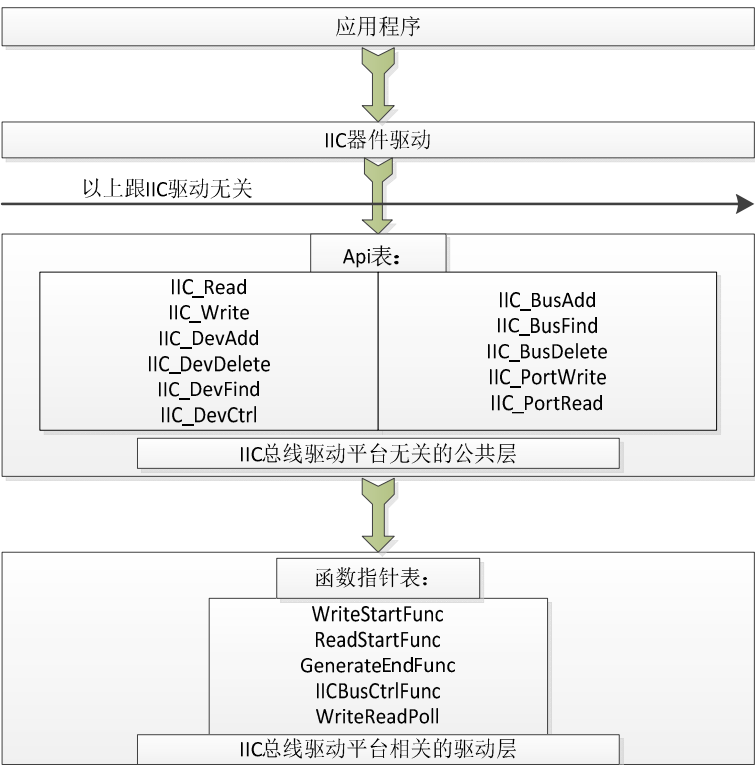 应用程序
IIC器件驱动
以上跟IIC驱动无关
Api表：
IIC_Read
IIC_Write
IIC_DevAdd
IIC_DevDelete
IIC_DevFind
IIC_DevCtrl
IIC_BusAdd
IIC_BusFind
IIC_BusDelete
IIC_PortWrite
IIC_PortRead
IIC总线驱动平台无关的公共层
函数指针表：
WriteStartFunc
ReadStartFunc
GenerateEndFunc
IICBusCtrlFunc
WriteReadPoll
IIC总线驱动平台相关的驱动层